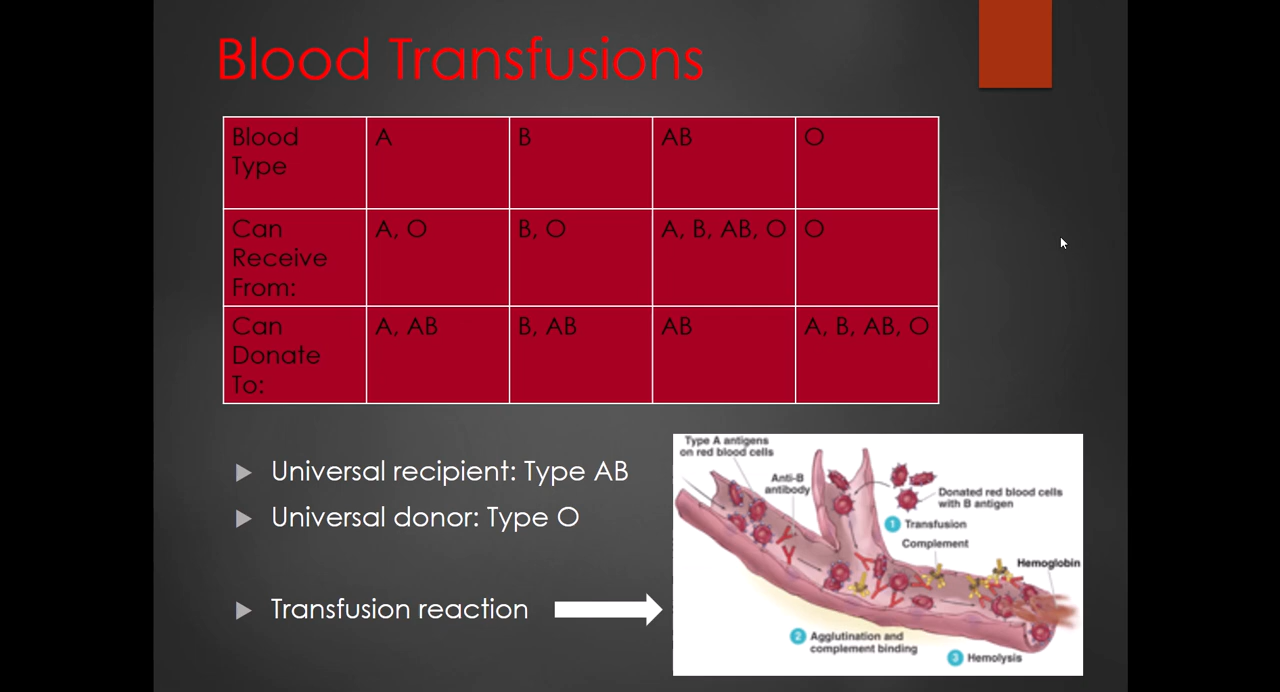 Blood Transfusions
Blood
Type
A
B
AB
O
Can
Receive
From:
A, O
B, O
A, B, AB, O
O
Can
Donate
To:
A, AB
B, AB
AB
A, B, AB, O
Universal recipient: Type AB
Universal donor: Type O
Transfusion reaction
Type A antigens
on red blood cells
Anti-B
antibody
Donated red blood cells
with B antigen
1 Transfusion
Complement
Hemoglobin
2 Agglutination and
complement binding
3 Hemolysis